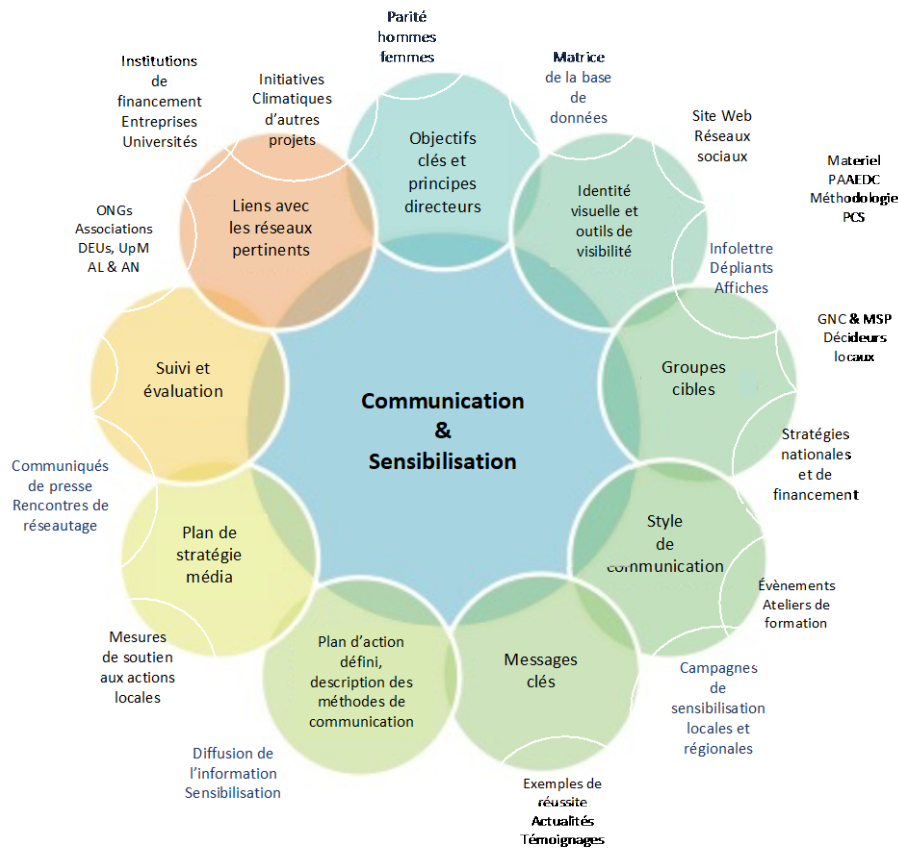 Parité
hommes
femmes
Institutions
de
financement
Entreprises
Universités
Initiatives
Climatiques
d'autres
projets
Matrice
de la base
de
données
Site Web
Réseaux
sociaux
Materiel
PAAEDC
Méthodologie
PCS
Objectifs
clés et
principes
directeurs
Identité
visuelle et
outils de
visibilité
Liens avec
les réseaux
pertinents
ONGs
Associations
DEUs, UpM
AL & AN
Infolettre
Dépliants
Affiches
GNC & MSP
Décideurs
locaux
Groupes
cibles
Suivi et
évaluation
Communication
&
Sensibilisation
Stratégies
nationales
et de
financement
Communiqués
de presse
Rencontres de
réseautage
Plan de
stratégie
média
Style
de
communication
Évènements
Ateliers de
formation
Mesures
de soutien
aux actions
locales
Plan d'action
défini,
description des
méthodes de
communication
Messages
clés
Campagnes
de
sensibilisation
locales et
régionales
Diffusion de
l'information
Sensibilisation
Exemples de
réussite
Actualités
Témoignages